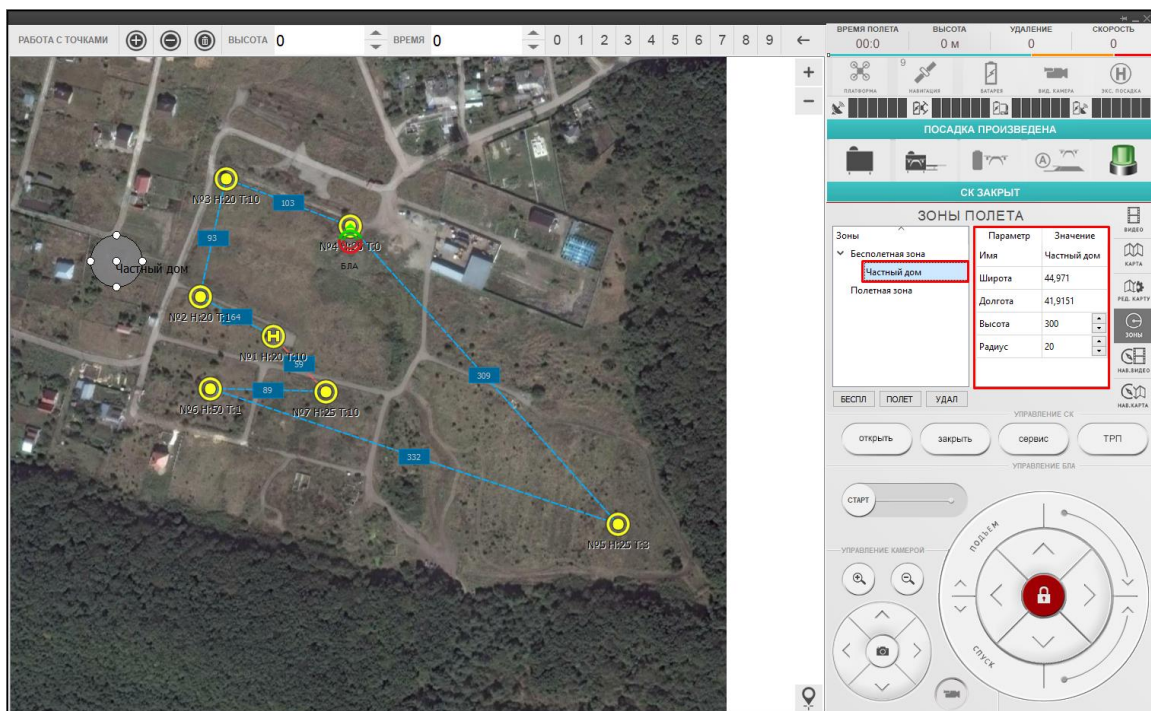 РАБОТА С ТОЧКАМИ ВЫСОТА 0 ВРЕМЯ 0 0 1 2 3 4 5 6 7 8 9
ВРЕМЯ ПОЛЕТА ВЫСОТА УДАЛЕНИЕ СКОРОСТЬ
00:0 0 м 0 0
9
ПЛАТФОРМА НАВИГАЦИЯ БАТАРЕЯ ВИД. КАМЕРА ЭКС. ПОСАДКА
ПОСАДКА ПРОИЗВЕДЕНА
СК ЗАКРЫТ
ЗОНЫ ПОЛЕТА
Зоны
Бесполетная зона
Частный дом
Полетная зона
Параметр Значение
Имя Частный дом
Широта 44,971
Долгота 41,9151
Высота 300
Радиус 20
БЕСПЛ ПОЛЕТ УДАЛ
ВИДЕО
КАРТА
РЕД. КАРТУ
ЗОНЫ
НАВ.ВИДЕО
НАВ.КАРТА
УПРАВЛЕНИЕ СК
открыть закрыть сервис ТРП
УПРАВЛЕНИЕ БЛА
СТАРТ
ПОДЪЕМ
СПУСК
УПРАВЛЕНИЕ КАМЕРОЙ
№3 H:20 T:10
103
93
БЛА
Частный дом
№2 H:20 T:1
64
№1 H:20 T:10
59
309
89
№6 H:50 T:1
№7 H:25 T:10
332
№5 H:25 T:3